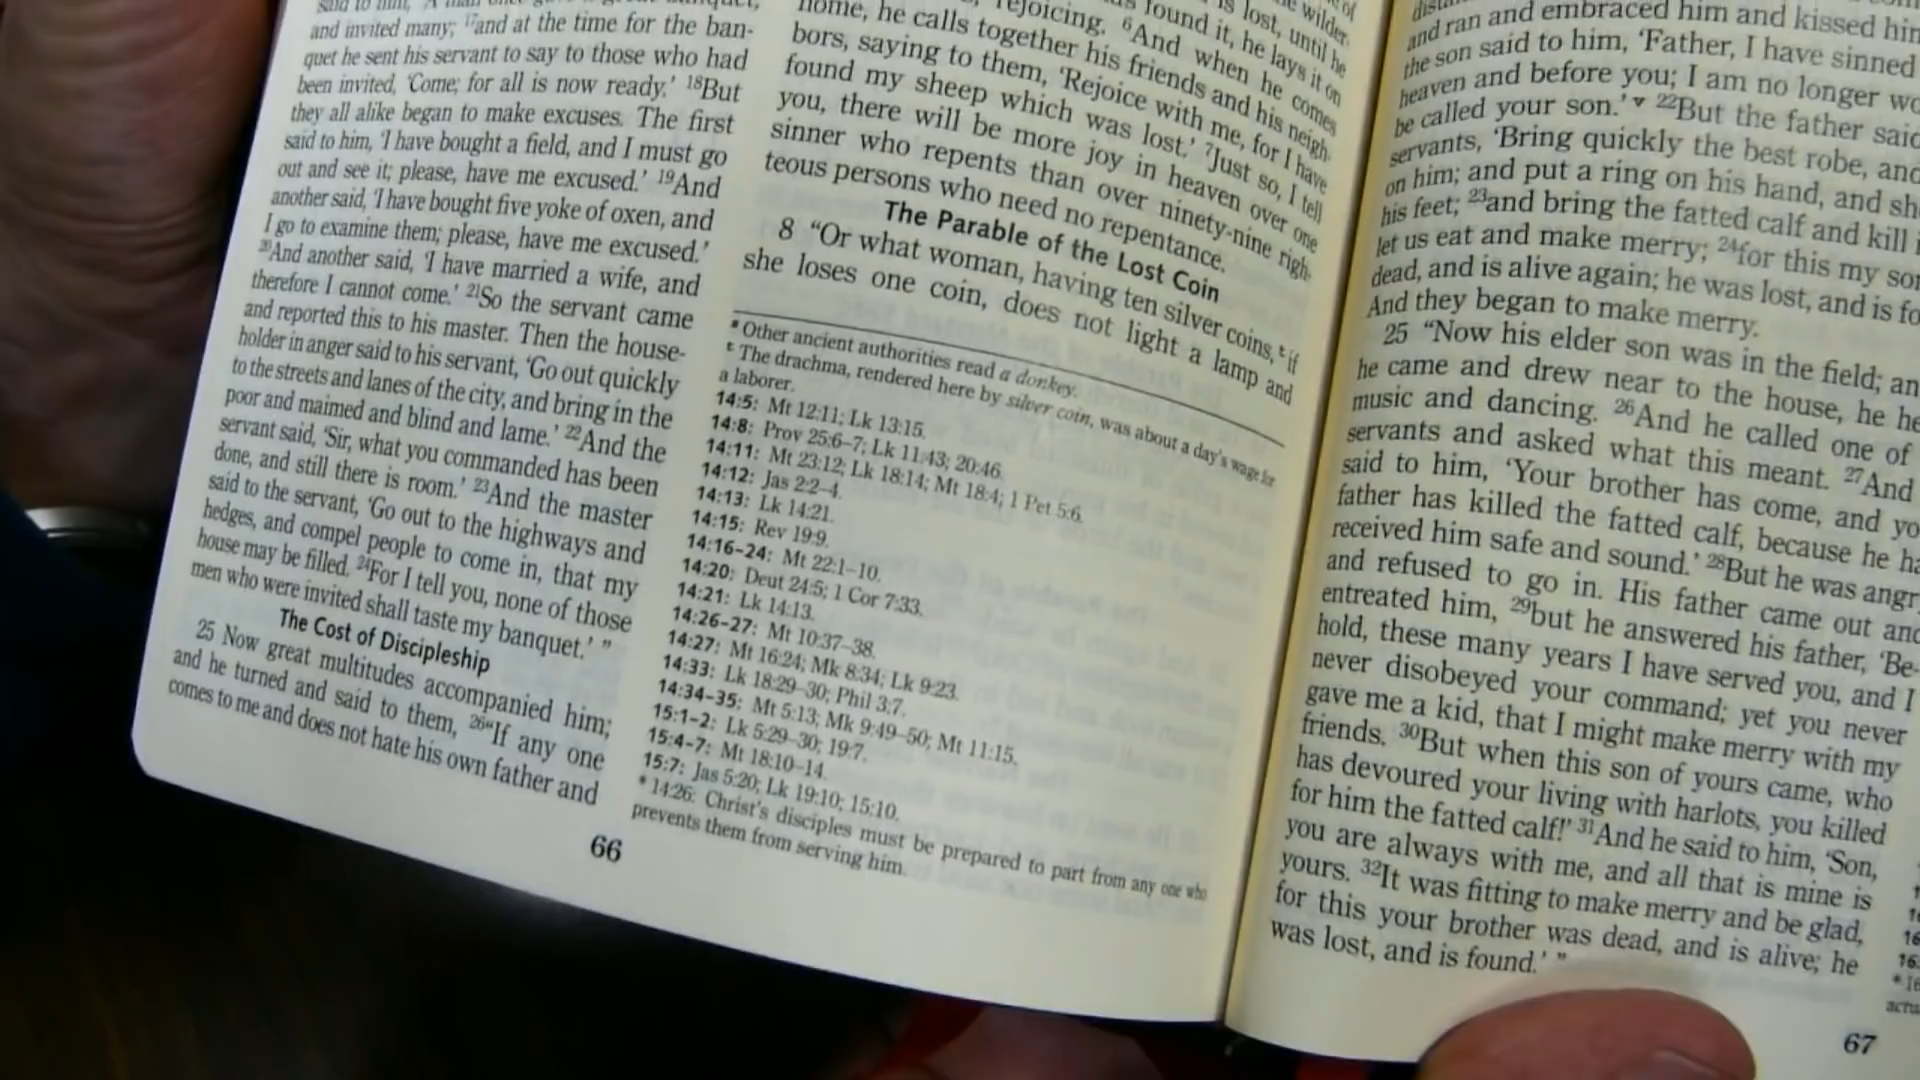 said to him, 'A man once gave a great banquet,
and invited many; 17and at the time for the ban-
quet he sent his servant to say to those who had
been invited, 'Come; for all is now ready.' 18But
they all alike began to make excuses. The first
said to him, 'I have bought a field, and I must go
out and see it; please, have me excused.' 19And
another said, 'I have bought five yoke of oxen, and
I go to examine them; please, have me excused.'
20And another said, 'I have married a wife, and
therefore I cannot come.' 21So the servant came
and reported this to his master. Then the house-
holder in anger said to his servant, 'Go out quickly
to the streets and lanes of the city, and bring in the
poor and maimed and blind and lame.' 22And the
servant said, 'Sir, what you commanded has been
done, and still there is room.' 23And the master
said to the servant, 'Go out to the highways and
hedges, and compel people to come in, that my
house may be filled. 24For I tell you, none of those
men who were invited shall taste my banquet.' "
The Cost of Discipleship
25 Now great multitudes accompanied him;
and he turned and said to them, 26"If any one
comes to me and does not hate his own father and
66
the wilder-
is lost, until he
found it, he lays it on
rejoicing. 6And when he comes
home, he calls together his friends and his neigh-
bors, saying to them, 'Rejoice with me, for I have
found my sheep which was lost.' 7Just so, I tell
you, there will be more joy in heaven over one
sinner who repents than over ninety-nine righ-
teous persons who need no repentance.
The Parable of the Lost Coin
8 "Or what woman, having ten silver coins, t if
she loses one coin, does not light a lamp and
s Other ancient authorities read a donkey.
t The drachma, rendered here by silver coin, was about a day's wage for
a laborer.
14:5: Mt 12:11; Lk 13:15.
14:8: Prov 25:6–7; Lk 11:43; 20:46.
14:11: Mt 23:12; Lk 18:14; Mt 18:4; 1 Pet 5:6.
14:12: Jas 2:2–4.
14:13: Lk 14:21.
14:15: Rev 19:9.
14:16–24: Mt 22:1–10.
14:20: Deut 24:5; 1 Cor 7:33.
14:21: Lk 14:13.
14:26–27: Mt 10:37–38.
14:27: Mt 16:24; Mk 8:34; Lk 9:23.
14:33: Lk 18:29–30; Phil 3:7.
14:34–35: Mt 5:13; Mk 9:49–50; Mt 11:15.
15:1–2: Lk 5:29–30; 19:7.
15:4–7: Mt 18:10–14.
15:7: Jas 5:20; Lk 19:10; 15:10.
* 14:26: Christ's disciples must be prepared to part from any one who
prevents them from serving him.
and ran and embraced him and kissed him
the son said to him, 'Father, I have sinned
heaven and before you; I am no longer
be called your son.' v 22But the father said
servants, 'Bring quickly the best robe, and
on him; and put a ring on his hand, and
his feet; 23and bring the fatted calf and kill
let us eat and make merry; 24for this my son
dead, and is alive again; he was lost, and is
And they began to make merry.
25 "Now his elder son was in the field;
he came and drew near to the house, he
music and dancing. 26And he called one of
servants and asked what this meant. 27And
said to him, 'Your brother has come, and
father has killed the fatted calf, because he
received him safe and sound.' 28But he was angry
and refused to go in. His father came out and
entreated him, 29but he answered his father, 'Be-
hold, these many years I have served you, and I
never disobeyed your command; yet you never
gave me a kid, that I might make merry with my
friends. 30But when this son of yours came, who
has devoured your living with harlots, you killed
for him the fatted calf!' 31And he said to him, 'Son,
you are always with me, and all that is mine is
yours. 32It was fitting to make merry and be glad,
for this your brother was dead, and is alive; he
was lost, and is found.' "
67